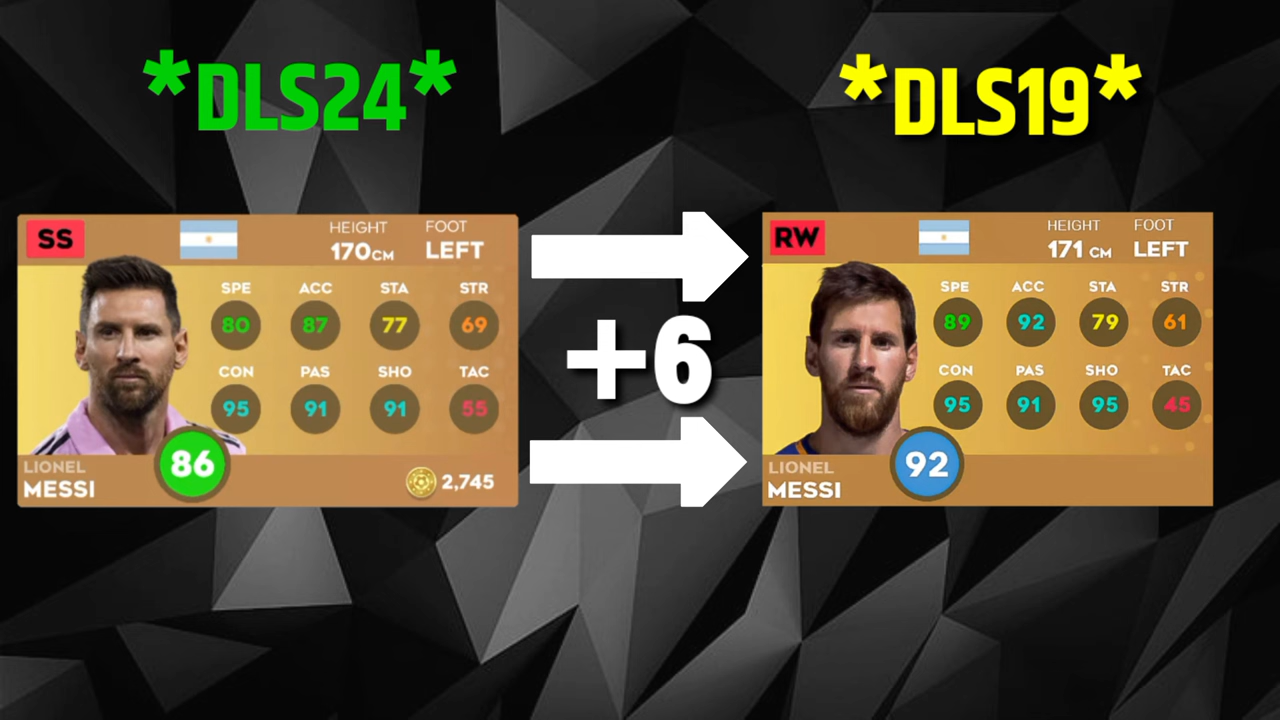 *DLS24*
*DLS19*
SS
HEIGHT
170CM
FOOT
LEFT
SPE ACC STA STR
80 87 77 69
CON PAS SHO TAC
95 91 91 55
LIONEL
MESSI
86
2,745
+6
RW
HEIGHT
171 CM
FOOT
LEFT
SPE ACC STA STR
89 92 79 61
CON PAS SHO TAC
95 91 95 45
LIONEL
MESSI
92